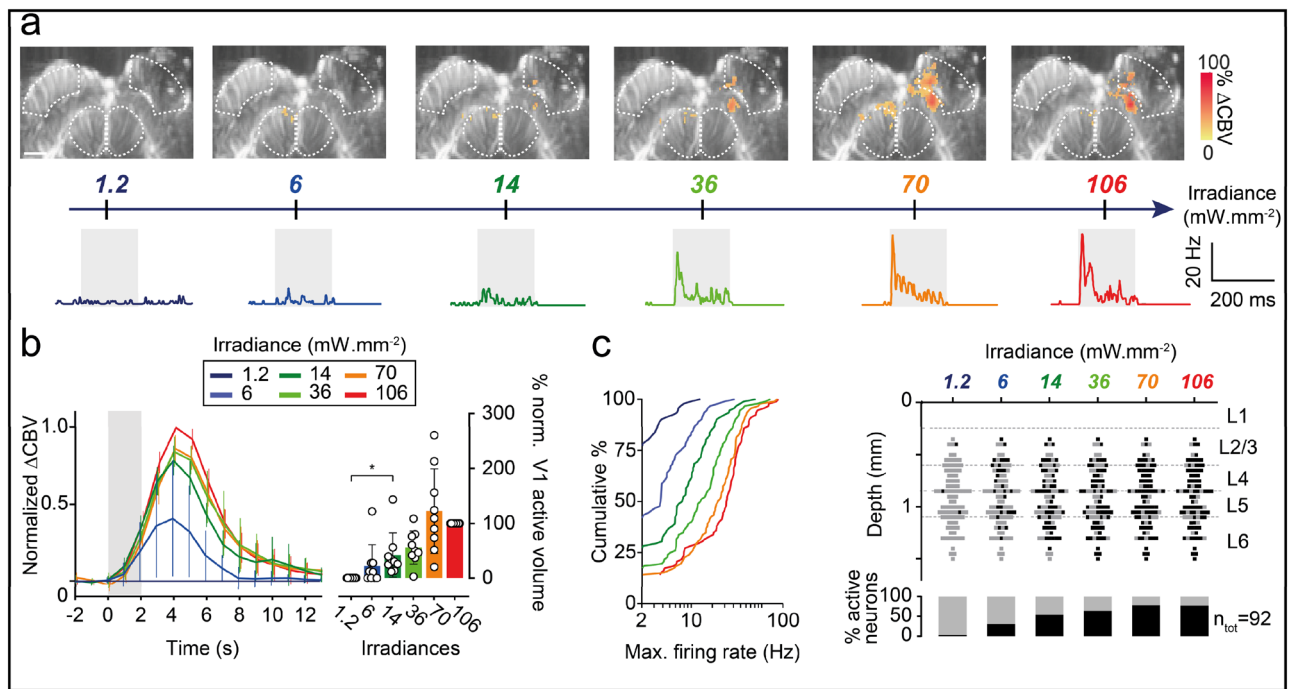 a
100
% ΔCBV
0
1.2 6 14 36 70 106
Irradiance
(mW.mm-2)
20 Hz
200 ms
b
Irradiance (mW.mm-2)
1.2 14 70
6 36 106
Normalized ΔCBV
1.0
0.5
0
-2 0 2 4 6 8 10 12
Time (s)
*
% norm. V1 active volume
300
200
100
0
1.2 6 14 36 70 106
Irradiances
c
Cumulative %
100
75
50
25
0
2 10 100
Max. firing rate (Hz)
Irradiance (mW.mm-2)
1.2 6 14 36 70 106
Depth (mm)
0
1
L1
L2/3
L4
L5
L6
% active
neurons
100
50
0
ntot=92